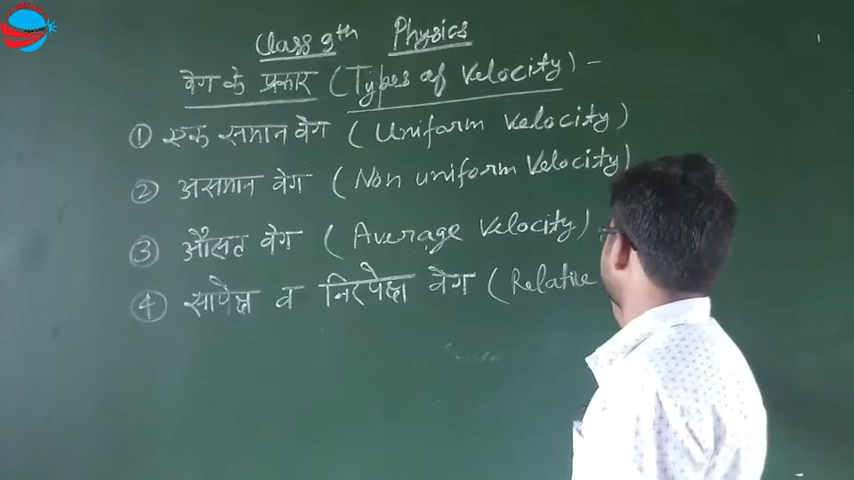 Class 9th Physics
वेग के प्रकार (Types of Velocity) -
① एक समान वेग (Uniform Velocity)
② असमान वेग (Non uniform Velocity)
③ औसत वेग (Average Velocity)
④ सापेक्ष व निरपेक्ष वेग (Relative